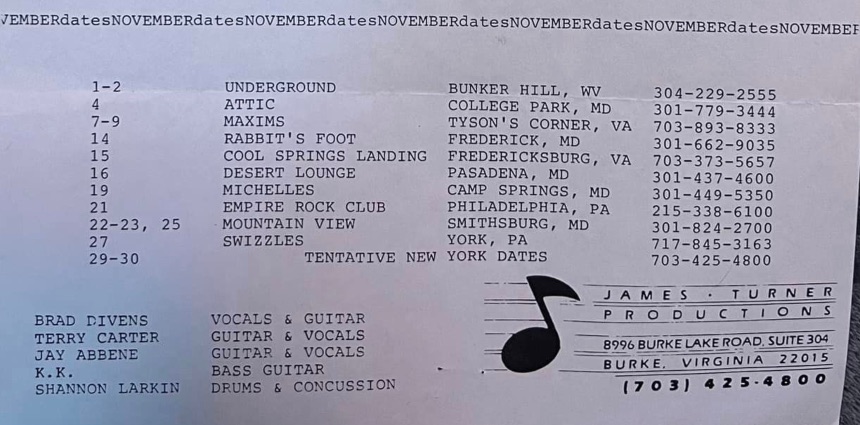 VEMBERdatesNOVEMBERdatesNOVEMBERdatesNOVEMBERdatesNOVEMBERdatesNOVEMBERdatesNOVEMBER
1-2 UNDERGROUND BUNKER HILL, WV 304-229-2555
4 ATTIC COLLEGE PARK, MD 301-779-3444
7-9 MAXIMS TYSON'S CORNER, VA 703-893-8333
14 RABBIT'S FOOT FREDERICK, MD 301-662-9035
15 COOL SPRINGS LANDING FREDERICKSBURG, VA 703-373-5657
16 DESERT LOUNGE PASADENA, MD 301-437-4600
19 MICHELLES CAMP SPRINGS, MD 301-449-5350
21 EMPIRE ROCK CLUB PHILADELPHIA, PA 215-338-6100
22-23, 25 MOUNTAIN VIEW SMITHSBURG, MD 301-824-2700
27 SWIZZLES YORK, PA 717-845-3163
29-30 TENTATIVE NEW YORK DATES 703-425-4800
BRAD DIVENS VOCALS & GUITAR
TERRY CARTER GUITAR & VOCALS
JAY ABBENE GUITAR & VOCALS
K.K. BASS GUITAR
SHANNON LARKIN DRUMS & CONCUSSION
JAMES · TURNER
PRODUCTIONS
8996 BURKE LAKE ROAD, SUITE 304
BURKE, VIRGINIA 22015
(703) 425-4800